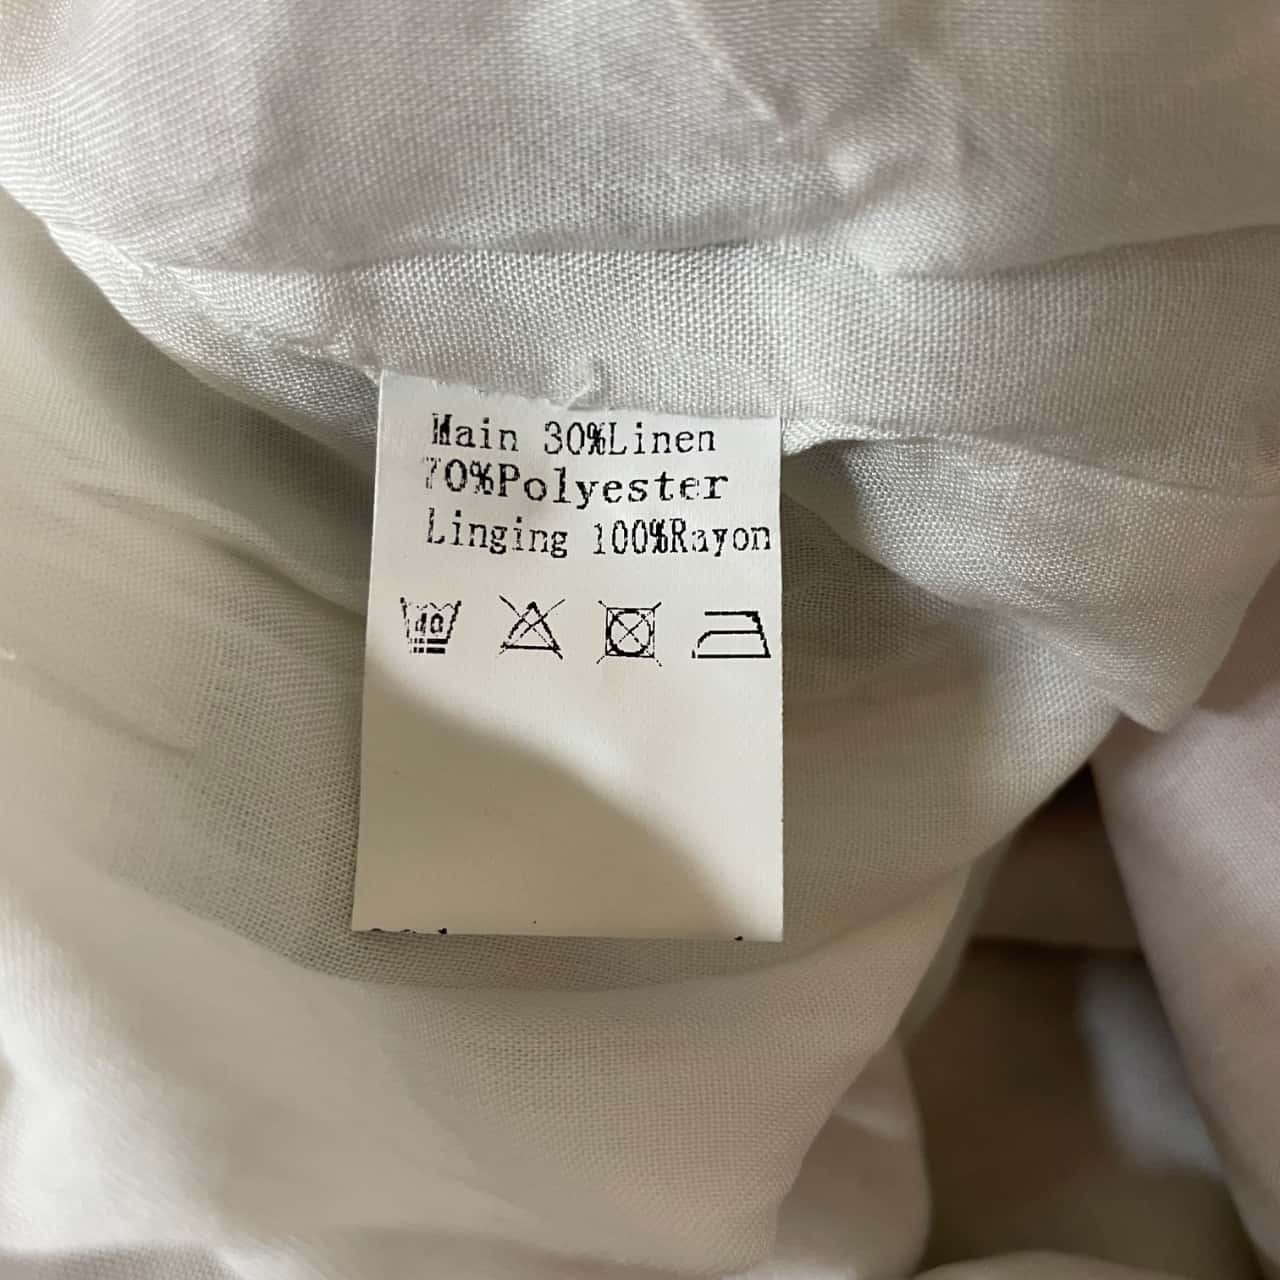 Main 30%Linen
70%Polyester
Linging 100%Rayon
40